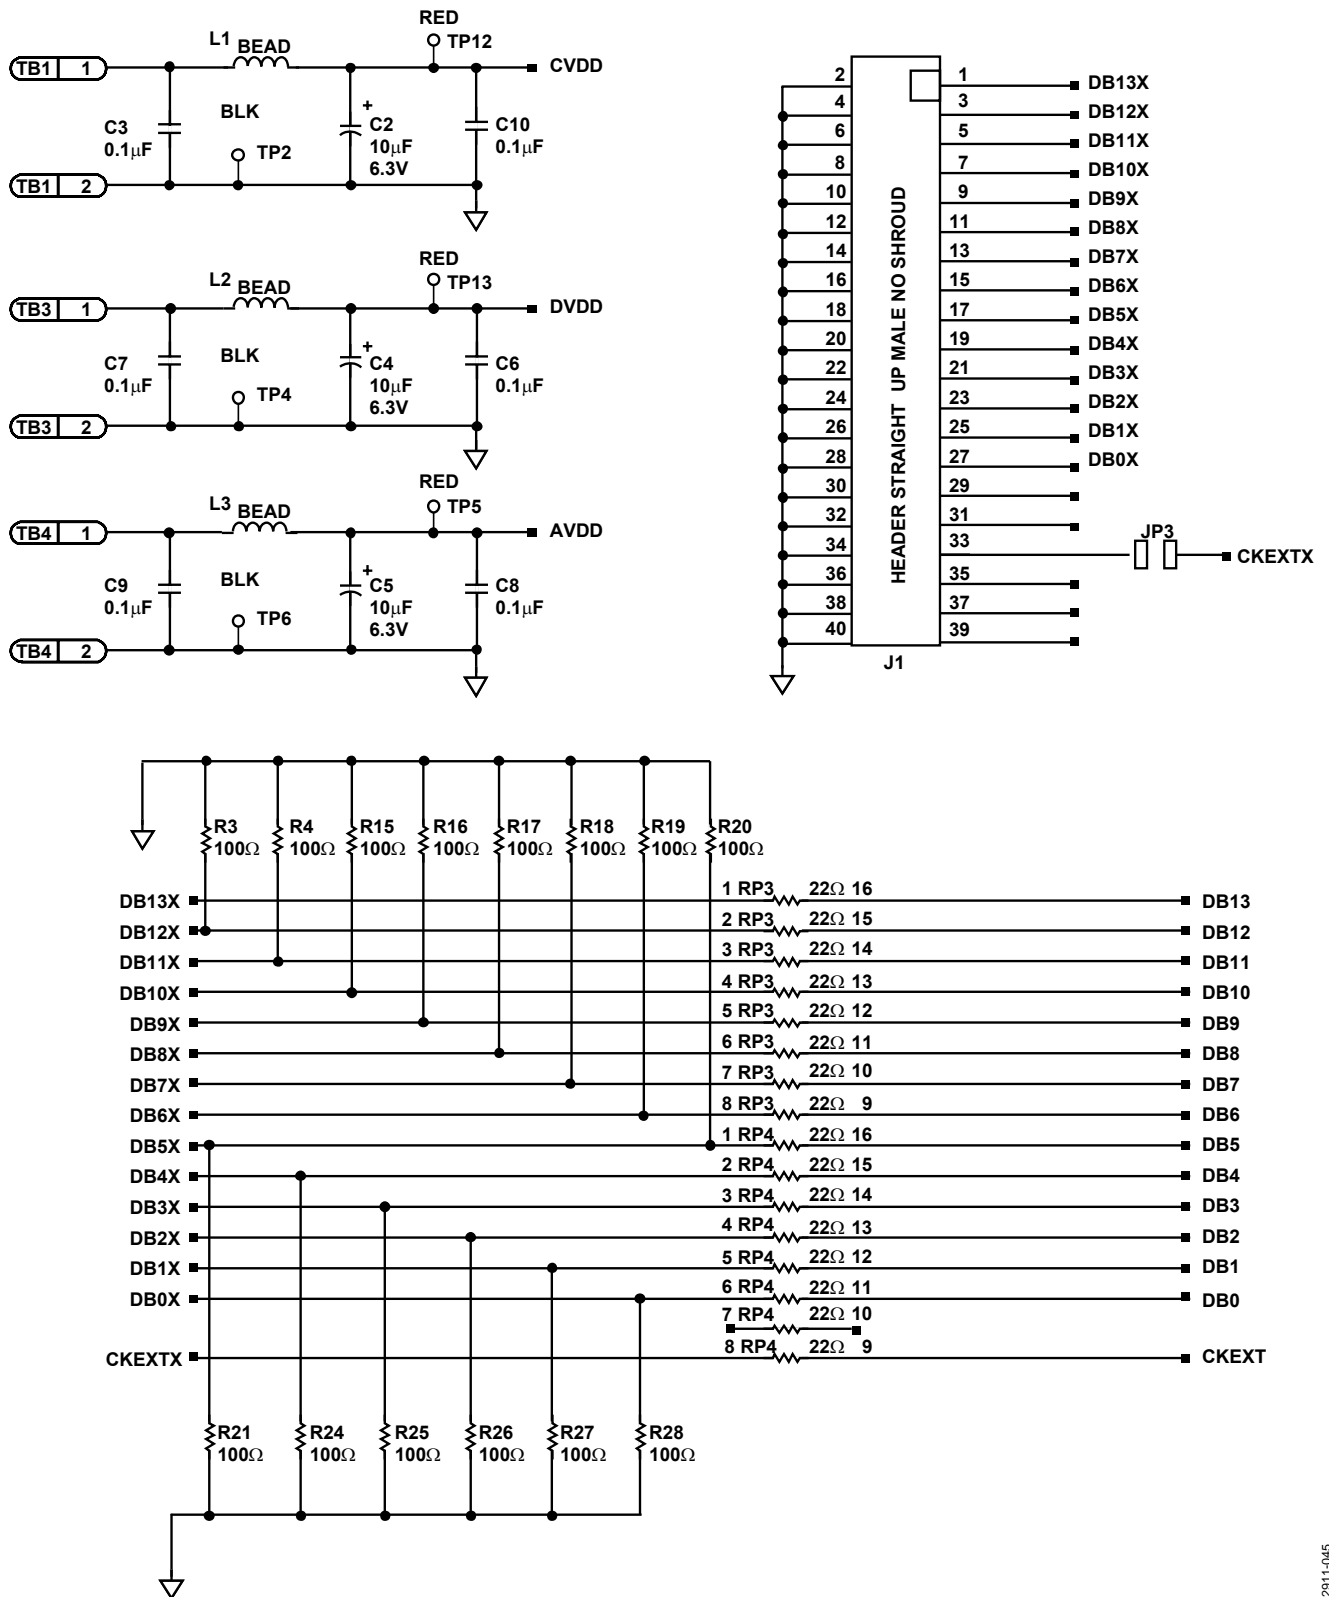 RED
L1 BEAD TP12
TB1 1 CVDD
BLK
C3 0.1µF
TP2
+ C2 10µF 6.3V
C10 0.1µF
TB1 2
RED
L2 BEAD TP13
TB3 1 DVDD
BLK
C7 0.1µF
TP4
+ C4 10µF 6.3V
C6 0.1µF
TB3 2
RED
L3 BEAD TP5
TB4 1 AVDD
BLK
C9 0.1µF
TP6
+ C5 10µF 6.3V
C8 0.1µF
TB4 2
2 1 DB13X
4 3 DB12X
6 5 DB11X
8 7 DB10X
10 9 DB9X
12 11 DB8X
14 13 DB7X
16 15 DB6X
18 17 DB5X
20 19 DB4X
22 21 DB3X
24 23 DB2X
26 25 DB1X
28 27 DB0X
30 29
32 31
34 33 JP3 CKEXTX
36 35
38 37
40 39
HEADER STRAIGHT UP MALE NO SHROUD
J1
R3 R4 R15 R16 R17 R18 R19 R20
100Ω 100Ω 100Ω 100Ω 100Ω 100Ω 100Ω 100Ω
DB13X 1 RP3 22Ω 16 DB13
DB12X 2 RP3 22Ω 15 DB12
DB11X 3 RP3 22Ω 14 DB11
DB10X 4 RP3 22Ω 13 DB10
DB9X 5 RP3 22Ω 12 DB9
DB8X 6 RP3 22Ω 11 DB8
DB7X 7 RP3 22Ω 10 DB7
DB6X 8 RP3 22Ω 9 DB6
DB5X 1 RP4 22Ω 16 DB5
DB4X 2 RP4 22Ω 15 DB4
DB3X 3 RP4 22Ω 14 DB3
DB2X 4 RP4 22Ω 13 DB2
DB1X 5 RP4 22Ω 12 DB1
DB0X 6 RP4 22Ω 11 DB0
7 RP4 22Ω 10
CKEXTX 8 RP4 22Ω 9 CKEXT
R21 R24 R25 R26 R27 R28
100Ω 100Ω 100Ω 100Ω 100Ω 100Ω
2911-045